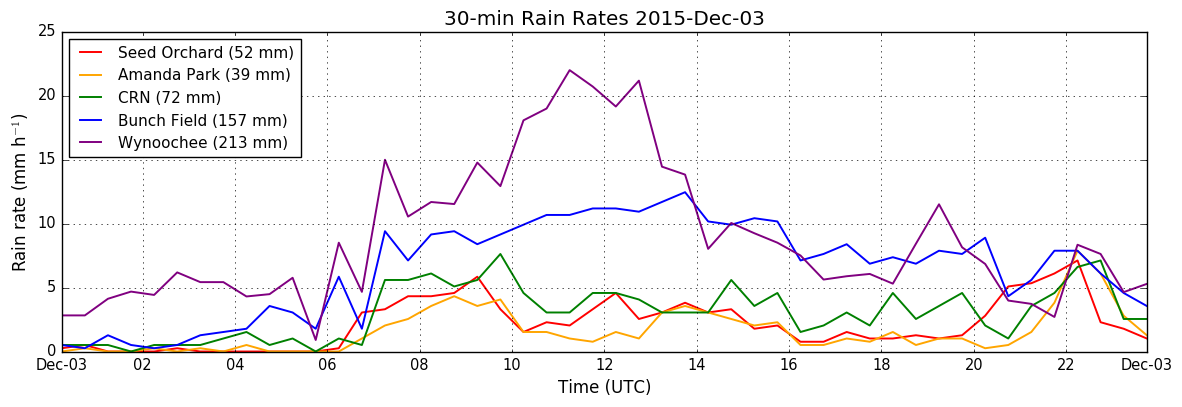 30-min Rain Rates 2015-Dec-03
25
20
15
10
5
0
Rain rate (mm h⁻¹)
Seed Orchard (52 mm)
Amanda Park (39 mm)
CRN (72 mm)
Bunch Field (157 mm)
Wynoochee (213 mm)
Dec-03 02 04 06 08 10 12 14 16 18 20 22 Dec-03
Time (UTC)